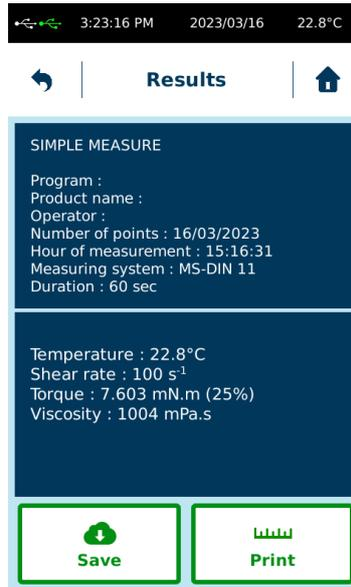 3:23:16 PM 2023/03/16 22.8°C
Results
SIMPLE MEASURE
Program :
Product name :
Operator :
Number of points : 16/03/2023
Hour of measurement : 15:16:31
Measuring system : MS-DIN 11
Duration : 60 sec
Temperature : 22.8°C
Shear rate : 100 s⁻¹
Torque : 7.603 mN.m (25%)
Viscosity : 1004 mPa.s
Save Print